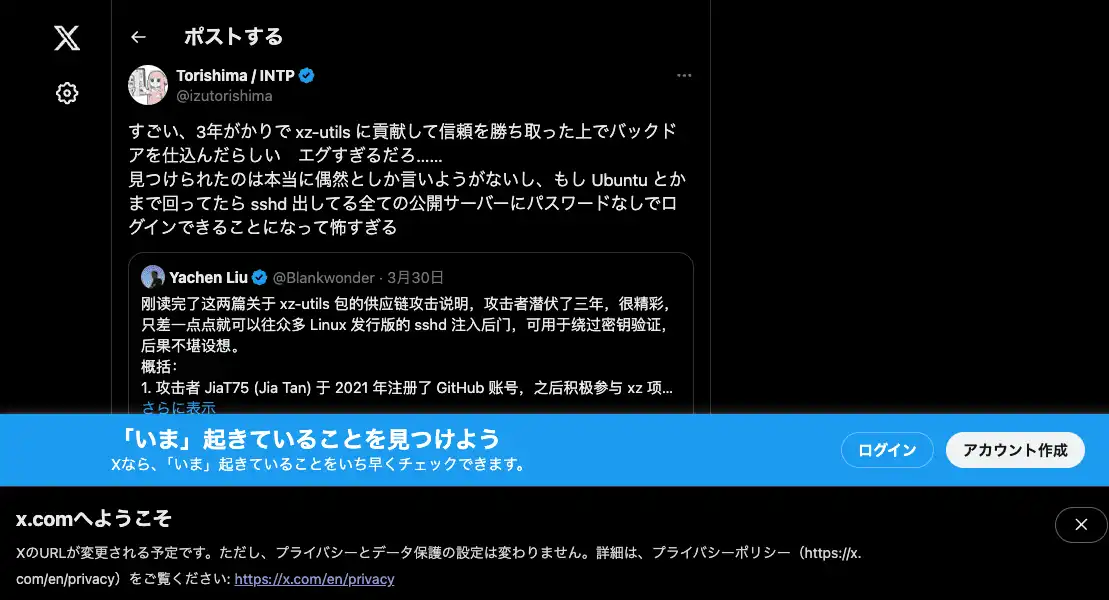 ポストする
Torishima / INTP
@izutorishima
すごい、3年がかりで xz-utils に貢献して信頼を勝ち取った上でバックド
アを仕込んだらしい　エグすぎるだろ……
見つけられたのは本当に偶然としか言いようがないし、もし Ubuntu とか
まで回ってたら sshd 出してる全ての公開サーバーにパスワードなしでロ
グインできることになって怖すぎる
Yachen Liu @Blankwonder · 3月30日
刚读完了这两篇关于 xz-utils 包的供应链攻击说明，攻击者潜伏了三年，很精彩，
只差一点点就可以往众多 Linux 发行版的 sshd 注入后门，可用于绕过密钥验证，
后果不堪设想。
概括：
1. 攻击者 JiaT75 (Jia Tan) 于 2021 年注册了 GitHub 账号，之后积极参与 xz 项…
さらに表示
「いま」起きていることを見つけよう
Xなら、「いま」起きていることをいち早くチェックできます。
ログイン
アカウント作成
x.comへようこそ
XのURLが変更される予定です。ただし、プライバシーとデータ保護の設定は変わりません。詳細は、プライバシーポリシー（https://x.
com/en/privacy）をご覧ください: https://x.com/en/privacy